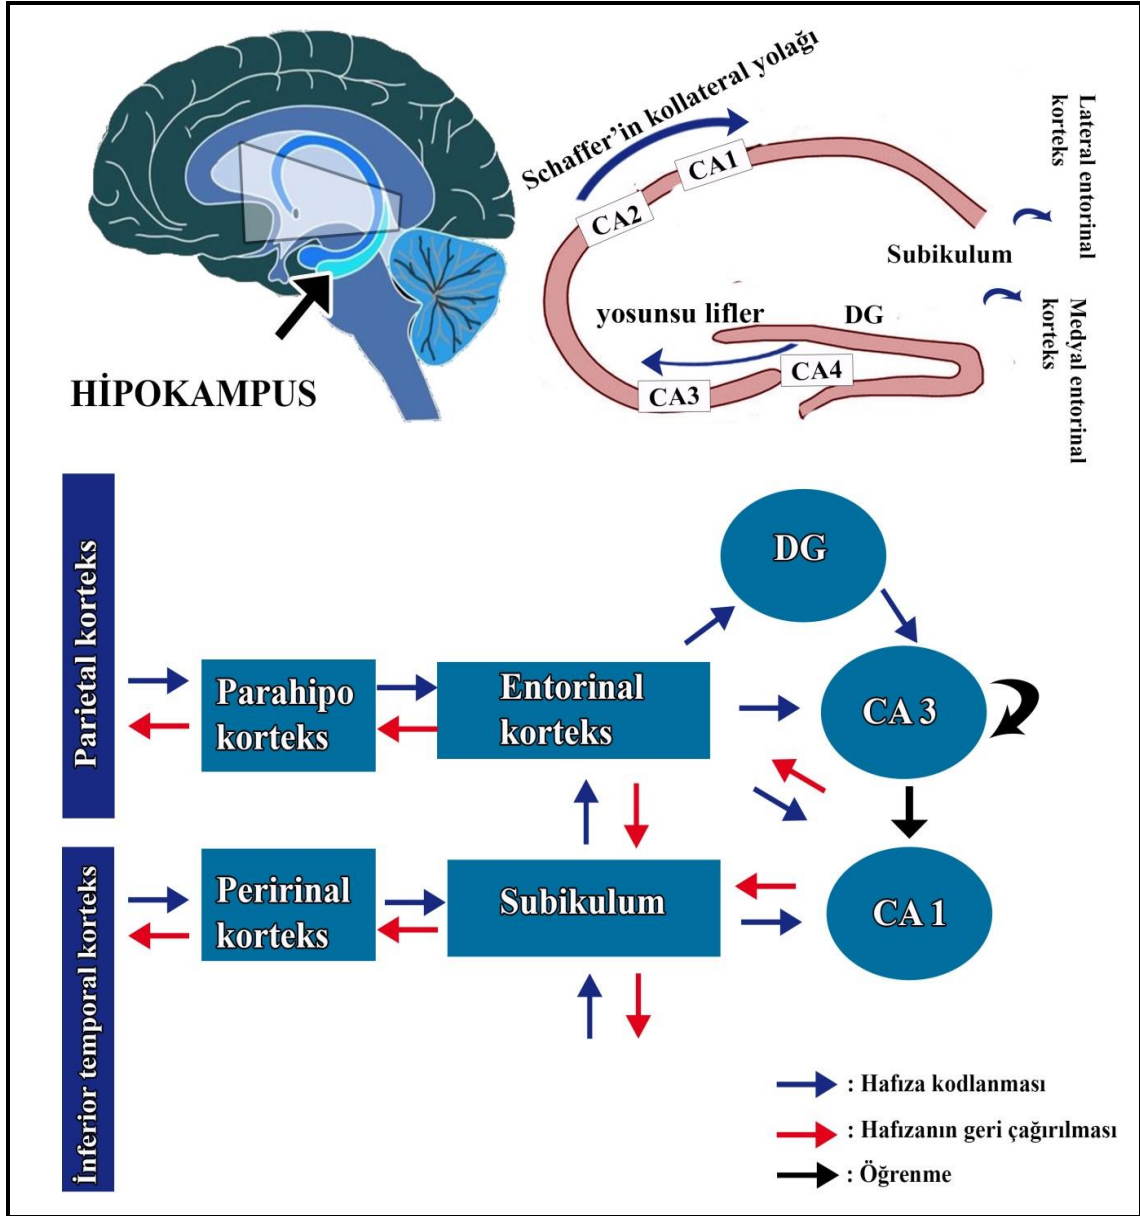 Schaffer’in kollateral yolağı
CA1
CA2
Lateral entorinal
korteks
Subikulum
yosunsu lifler
DG
Medyal entorinal
korteks
CA4
CA3
HİPOKAMPUS
Parietal korteks
DG
Parahipo
korteks
Entorinal
korteks
CA 3
İnferior temporal korteks
Peririnal
korteks
Subikulum
CA 1
: Hafıza kodlanması
: Hafızanın geri çağırılması
: Öğrenme